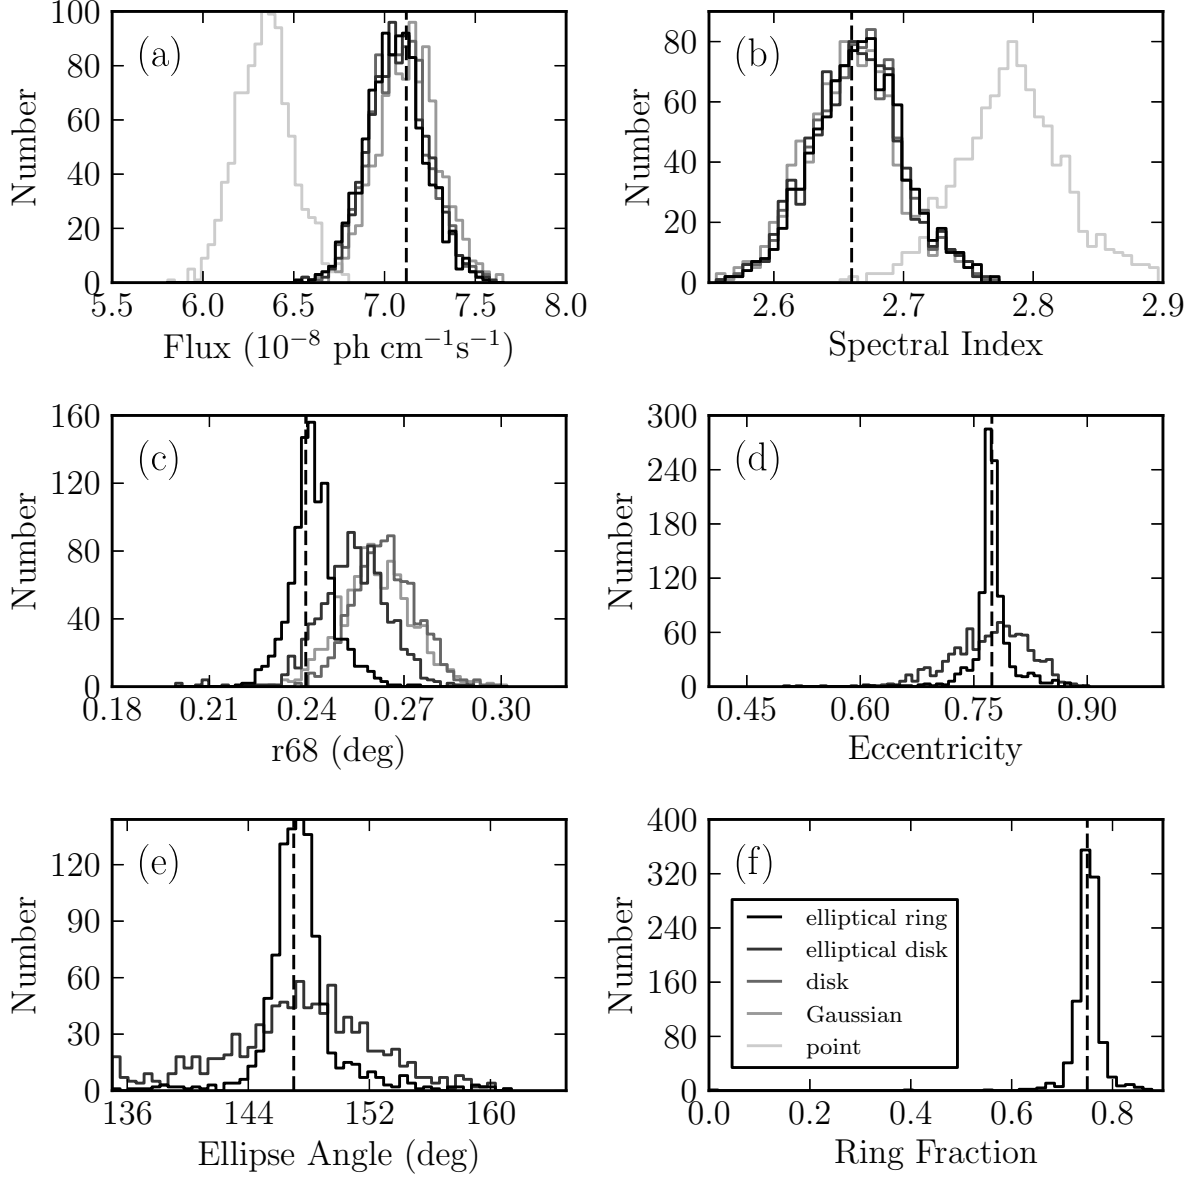 (a)
Number
100
80
60
40
20
0
5.5 6.0 6.5 7.0 7.5 8.0
Flux (10⁻⁸ ph cm⁻¹s⁻¹)
(b)
Number
80
60
40
20
0
2.6 2.7 2.8 2.9
Spectral Index
(c)
Number
160
120
80
40
0
0.18 0.21 0.24 0.27 0.30
r68 (deg)
(d)
Number
300
240
180
120
60
0
0.45 0.60 0.75 0.90
Eccentricity
(e)
Number
120
90
60
30
0
136 144 152 160
Ellipse Angle (deg)
(f)
Number
400
320
240
160
80
0
0.0 0.2 0.4 0.6 0.8
Ring Fraction
elliptical ring
elliptical disk
disk
Gaussian
point